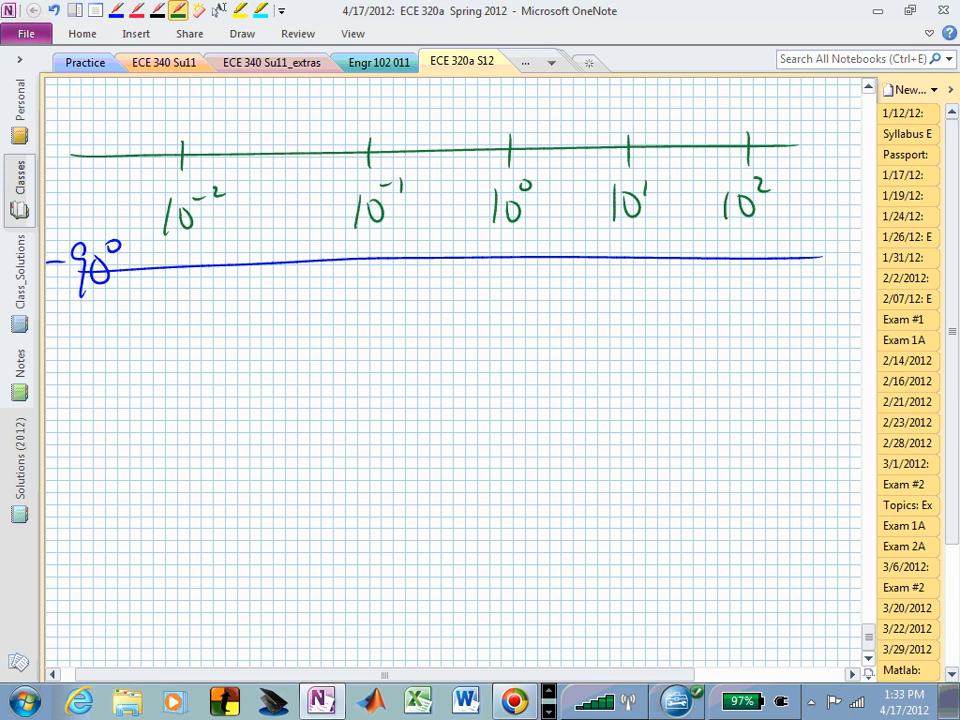 4/17/2012: ECE 320a Spring 2012 - Microsoft OneNote
File Home Insert Share Draw Review View
Practice ECE 340 Su11 ECE 340 Su11_extras Engr 102 011 ECE 320a S12 ...
Search All Notebooks (Ctrl+E)
Personal
Classes
Class_Solutions
Notes
Solutions (2012)
10⁻² 10⁻¹ 10⁰ 10¹ 10²
-90°
New...
1/12/12:
Syllabus E
Passport:
1/17/12:
1/19/12:
1/24/12:
1/26/12: E
1/31/12:
2/2/2012:
2/07/12: E
Exam #1
Exam 1A
2/14/2012
2/16/2012
2/21/2012
2/23/2012
2/28/2012
3/1/2012:
Exam #2
Topics: Ex
Exam 1A
Exam 2A
3/6/2012:
Exam #2
3/20/2012
3/22/2012
3/29/2012
Matlab:
97%
1:33 PM
4/17/2012